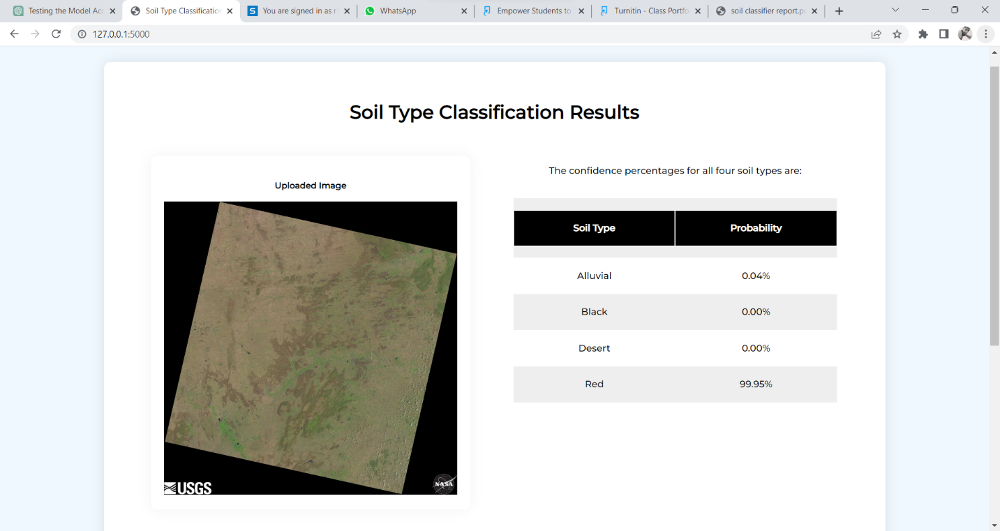 Testing the Model Acc
Soil Type Classification
You are signed in as r
WhatsApp
Empower Students to
Turnitin - Class Portfo
soil classifier report.p
127.0.0.1:5000
Soil Type Classification Results
Uploaded Image
USGS
NASA
The confidence percentages for all four soil types are:
Soil Type Probability
Alluvial 0.04%
Black 0.00%
Desert 0.00%
Red 99.95%